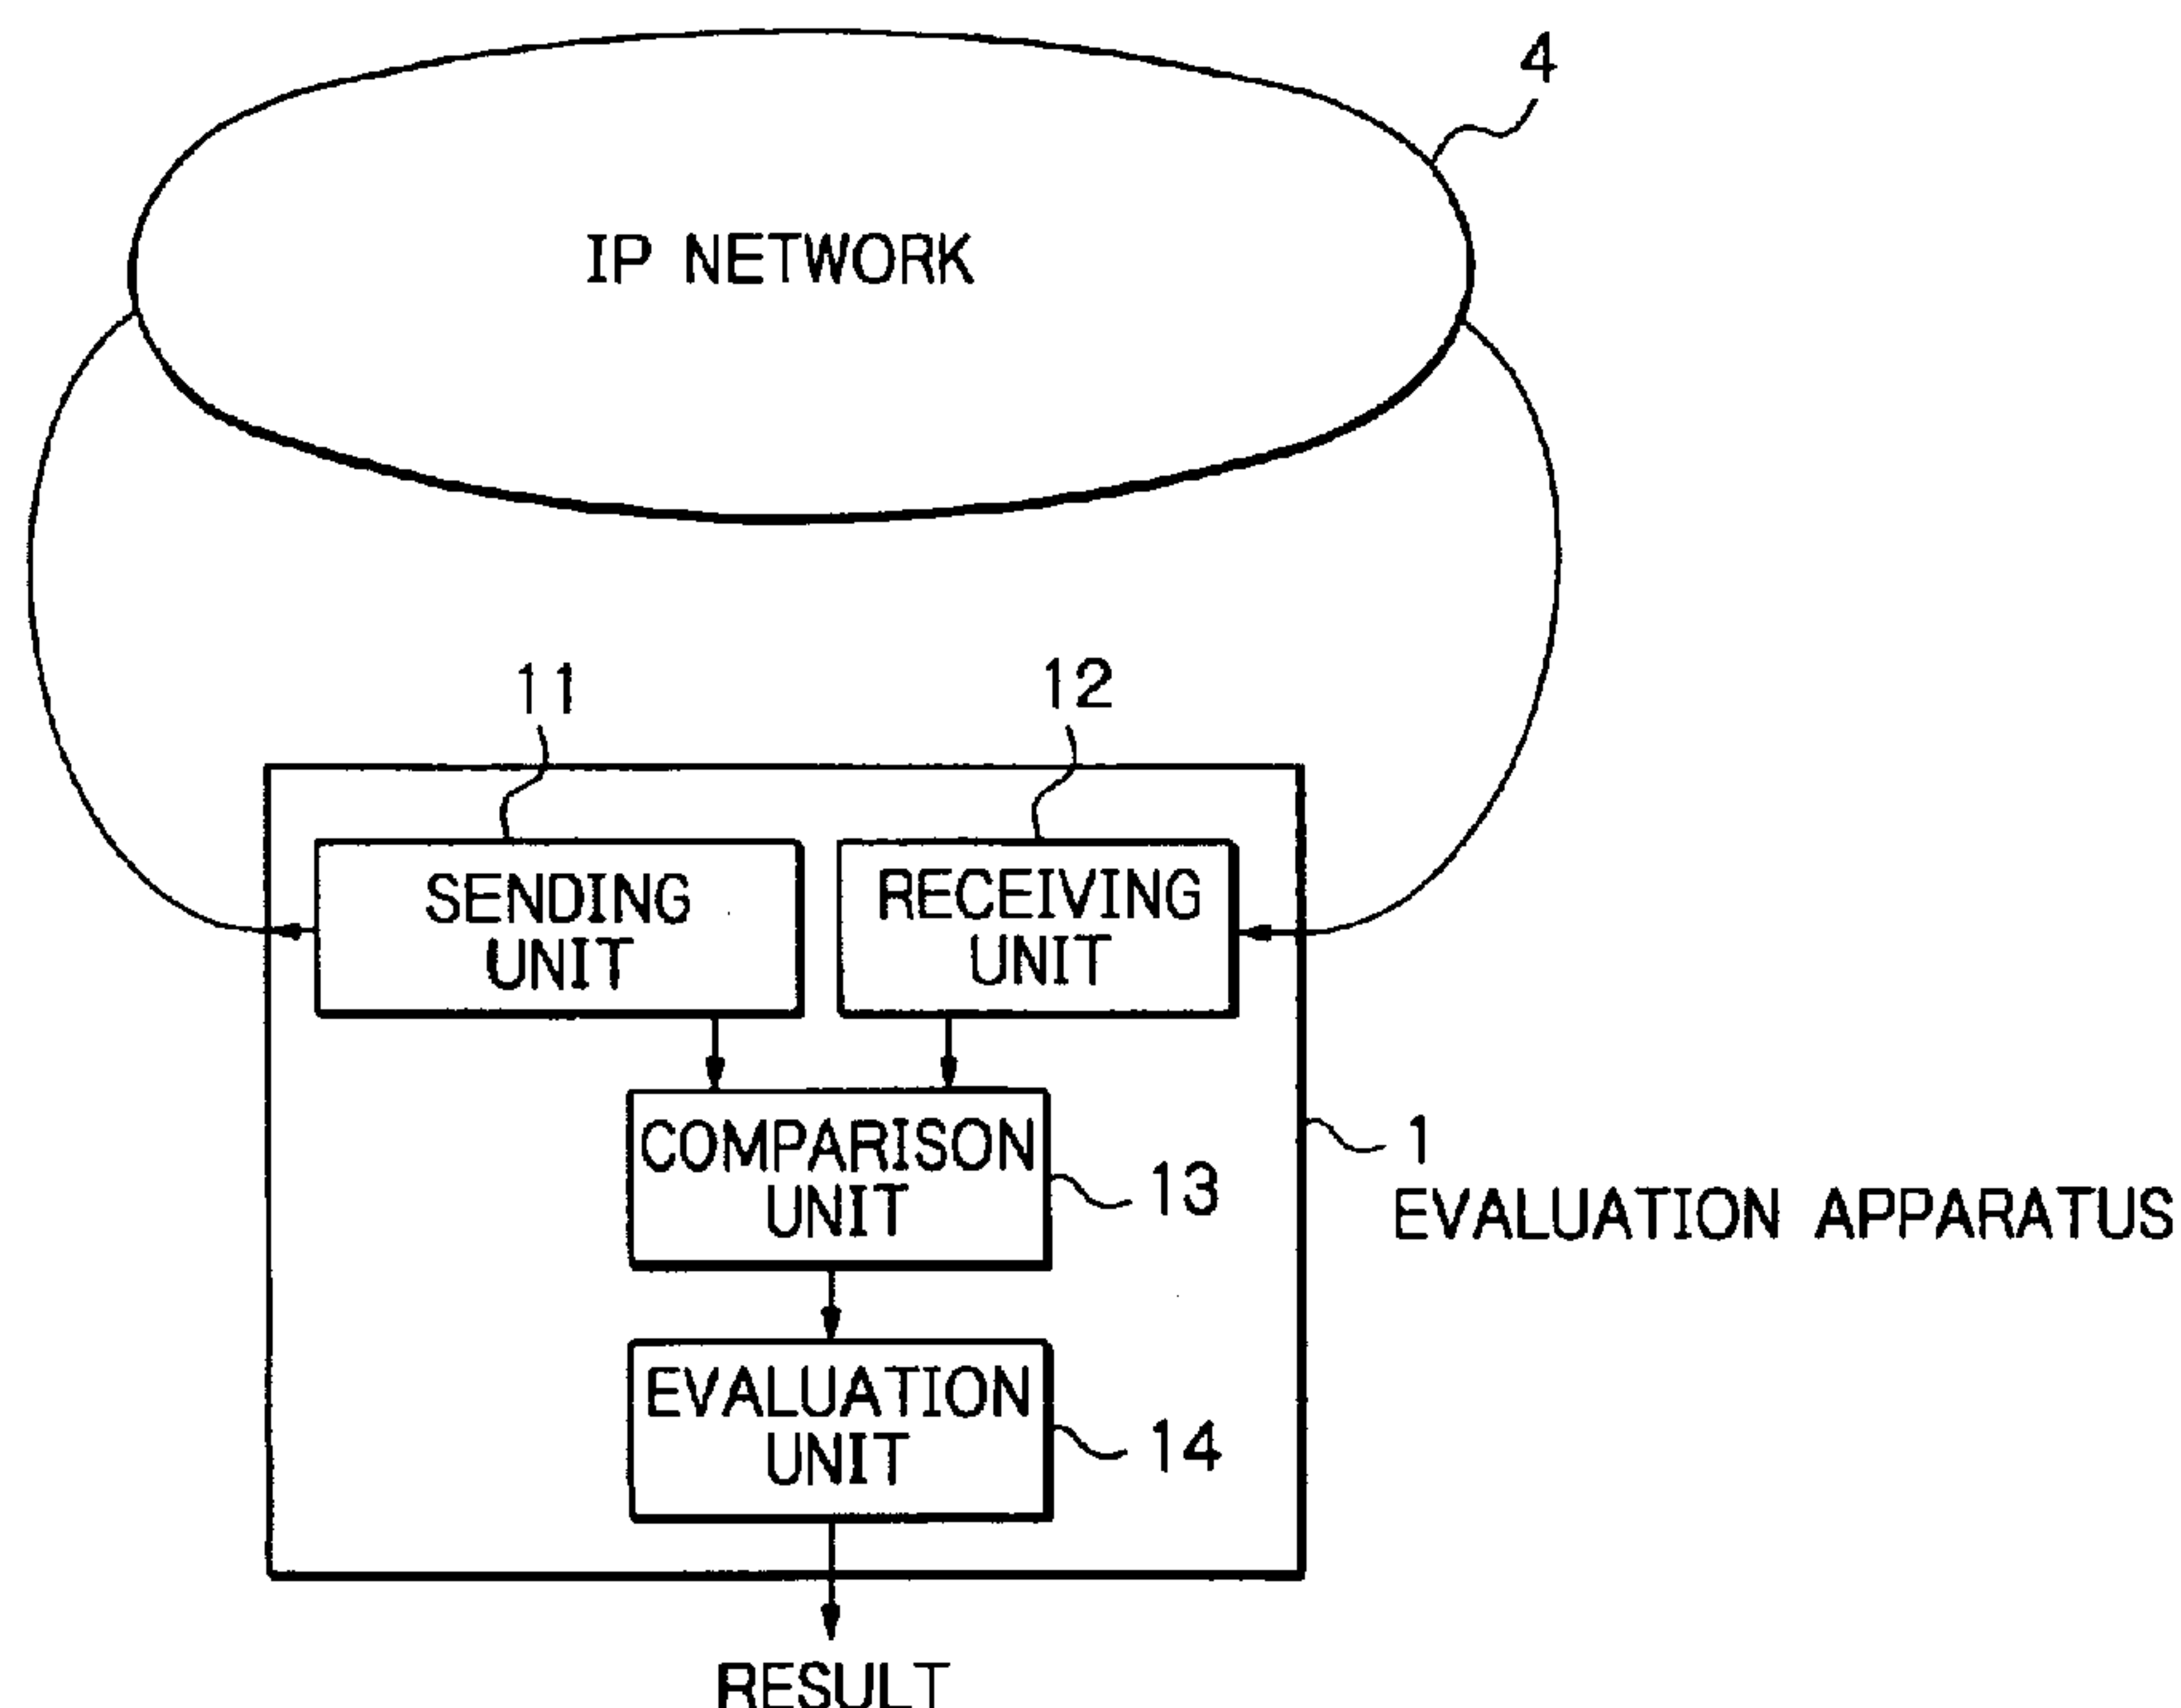 4
IP NETWORK
11
12
SENDING
UNIT
RECEIVING
UNIT
COMPARISON
UNIT
13
1
EVALUATION APPARATUS
EVALUATION
UNIT
14
RESULT